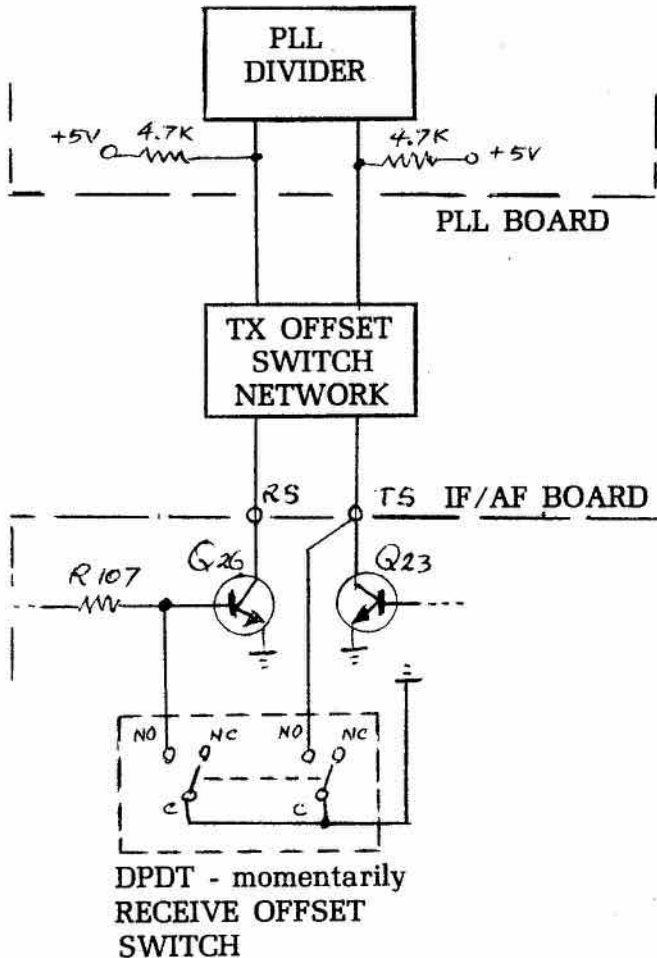 PLL
DIVIDER
+5V
4.7K
4.7K
+5V
PLL BOARD
TX OFFSET
SWITCH
NETWORK
RS
TS
IF/AF BOARD
R107
Q26
Q23
NO
NC
NO
NC
C
C
DPDT - momentarily
RECEIVE OFFSET
SWITCH